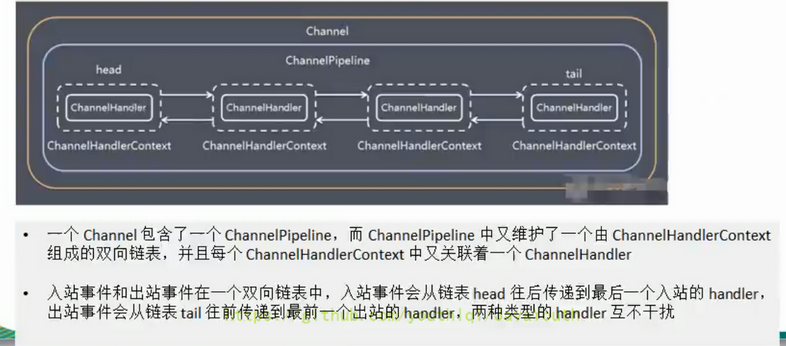 Channel
ChannelPipeline
head
tail
ChannelHandler ChannelHandler ChannelHandler ChannelHandler
ChannelHandlerContext ChannelHandlerContext ChannelHandlerContext ChannelHandlerContext
• 一个 Channel 包含了一个 ChannelPipeline，而 ChannelPipeline 中又维护了一个由 ChannelHandlerContext
组成的双向链表，并且每个 ChannelHandlerContext 中又关联着一个 ChannelHandler
• 入站事件和出站事件在一个双向链表中，入站事件会从链表 head 往后传递到最后一个入站的 handler，
出站事件会从链表 tail 往前传递到最前一个出站的 handler，两种类型的 handler 互不干扰